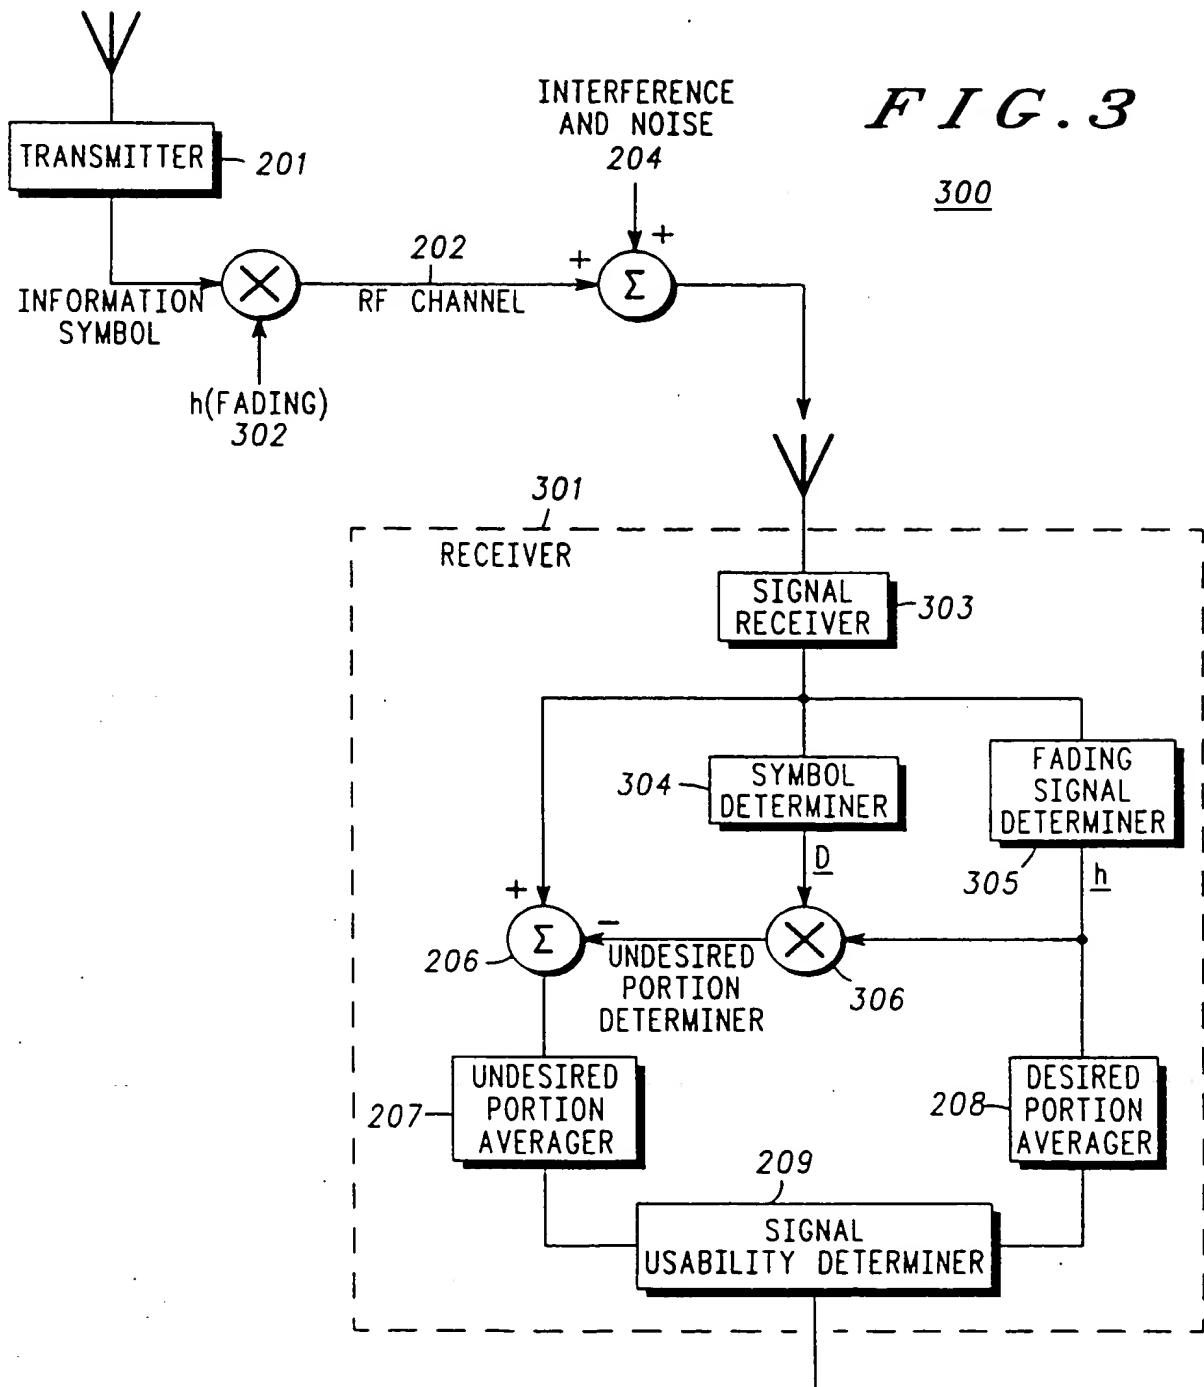 FIG.3
300
INTERFERENCE
AND NOISE
204
TRANSMITTER
201
+
+
202
Σ
INFORMATION
SYMBOL
RF CHANNEL
h(FADING)
302
301
RECEIVER
SIGNAL
RECEIVER
303
304
SYMBOL
DETERMINER
FADING
SIGNAL
DETERMINER
305
D
h
+
−
Σ
206
UNDESIRED
PORTION
DETERMINER
306
207
UNDESIRED
PORTION
AVERAGER
208
DESIRED
PORTION
AVERAGER
209
SIGNAL
USABILITY DETERMINER